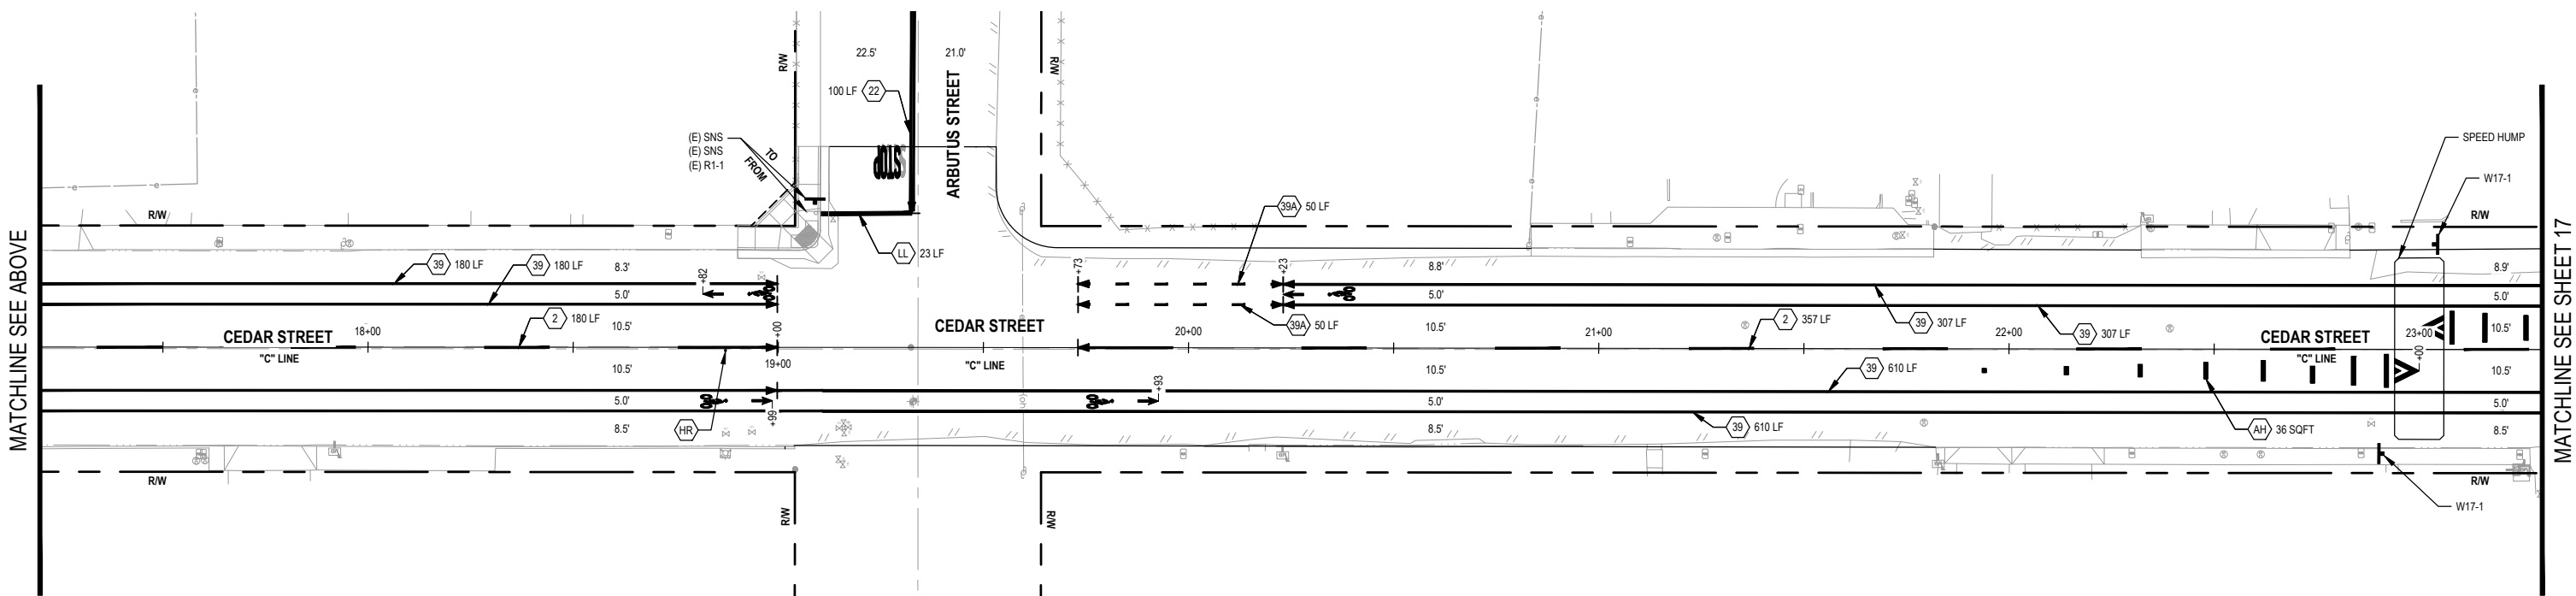 MATCHLINE SEE ABOVE
R/W
R/W
R/W
22.5'
21.0'
100 LF 22
ARBUTUS STREET
STOP
(E) SNS
(E) SNS
(E) R1-1
TO
FROM
LL 23 LF
R/W
39A 50 LF
SPEED HUMP
W17-1
R/W
39 180 LF
39 180 LF
8.3'
+82
5.0'
+73
+23
8.8'
5.0'
8.9'
5.0'
2 180 LF
10.5'
18+00
CEDAR STREET
"C" LINE
+00
19+00
CEDAR STREET
"C" LINE
20+00
39A 50 LF
10.5'
21+00
2 357 LF
39 307 LF
22+00
39 307 LF
CEDAR STREET
"C" LINE
23+00
+00
10.5'
10.5'
10.5'
10.5'
39 610 LF
5.0'
+99
+93
5.0'
5.0'
8.5'
HR
8.5'
39 610 LF
AH 36 SQFT
8.5'
R/W
R/W
R/W
W17-1
MATCHLINE SEE SHEET 17